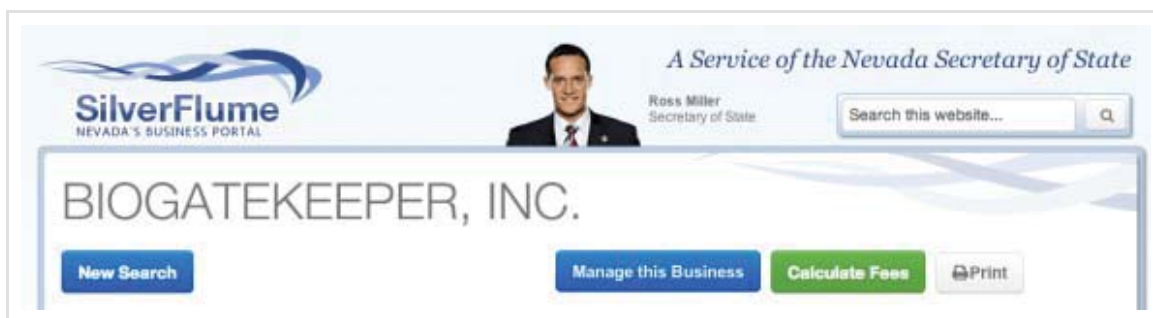 A Service of the Nevada Secretary of State
SilverFlume
NEVADA'S BUSINESS PORTAL
Ross Miller
Secretary of State
Search this website...
BIOGATEKEEPER, INC.
New Search
Manage this Business
Calculate Fees
Print